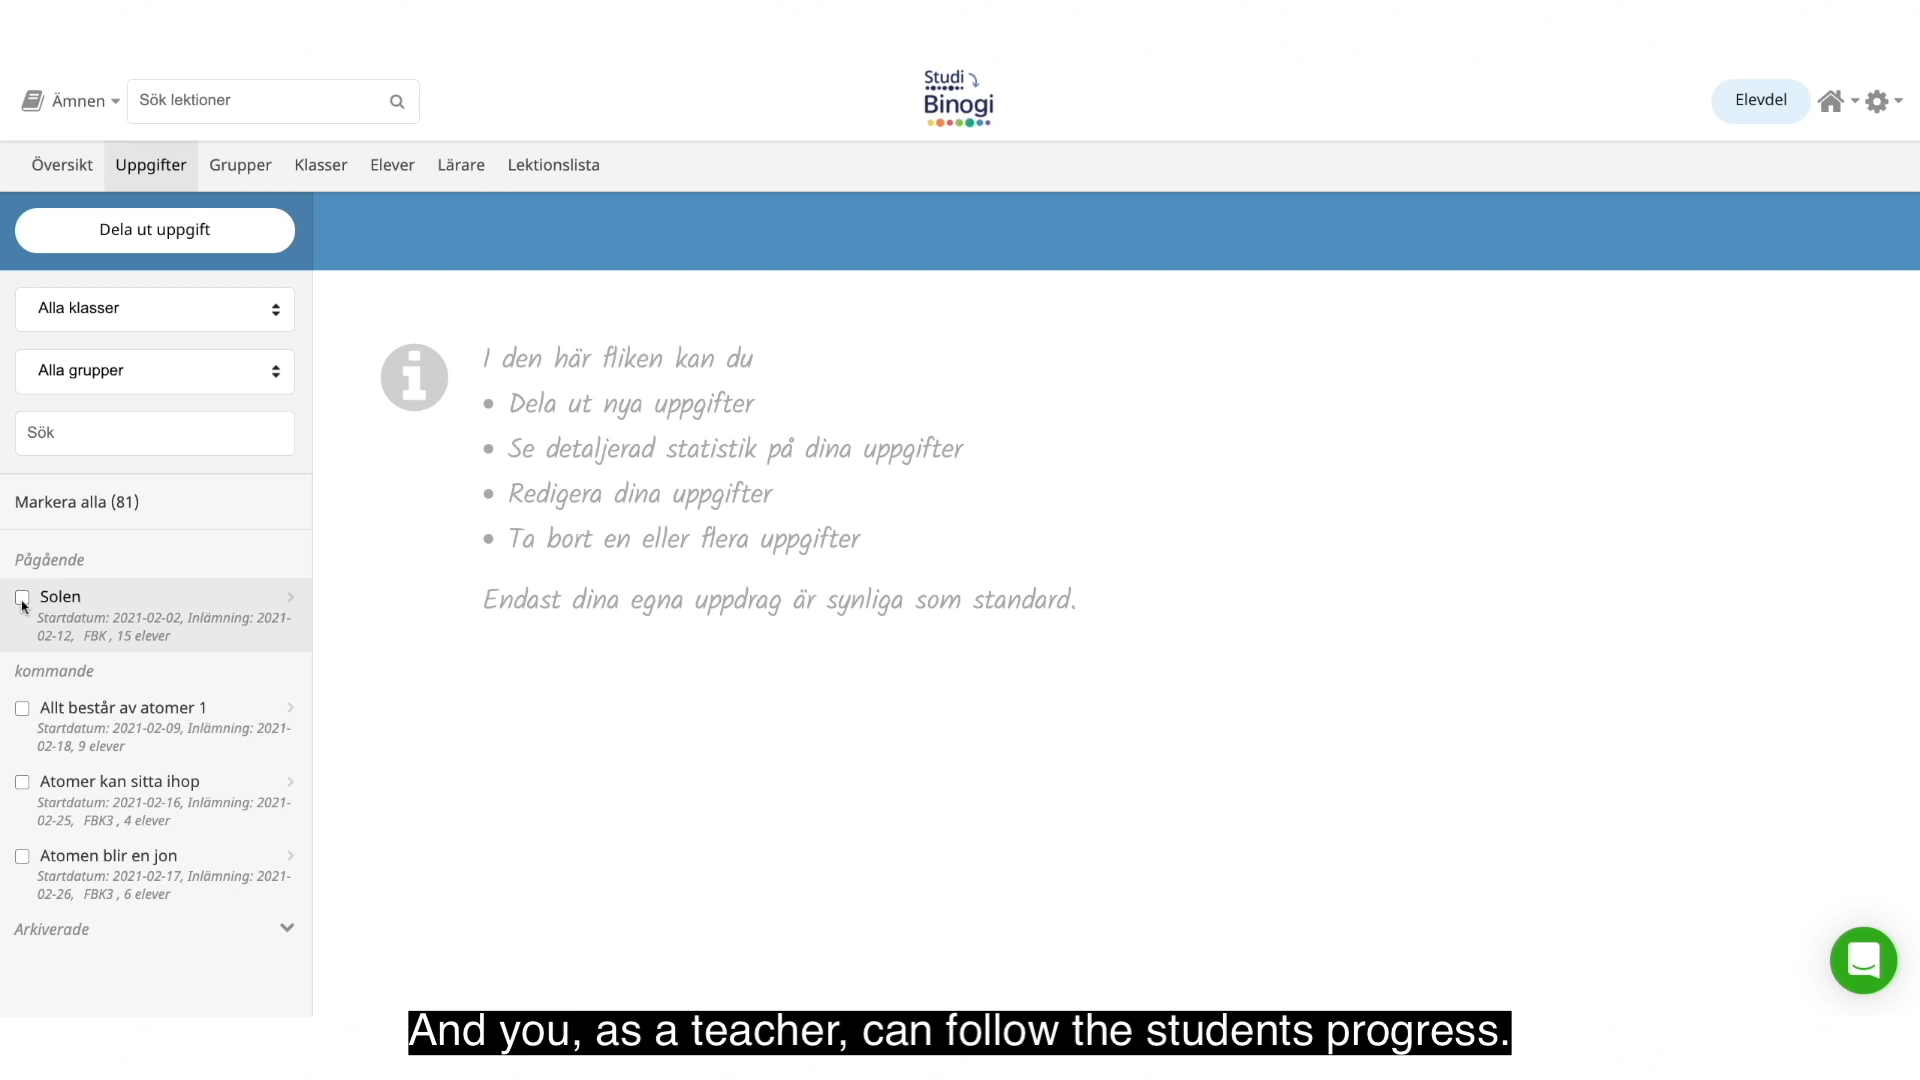 Ämnen
Sök lektioner
Studi
Binogi
Elevdel
Översikt Uppgifter Grupper Klasser Elever Lärare Lektionslista
Dela ut uppgift
Alla klasser
Alla grupper
Sök
Markera alla (81)
Pågående
Solen
Startdatum: 2021-02-02, Inlämning: 2021-
02-12, FBK , 15 elever
kommande
Allt består av atomer 1
Startdatum: 2021-02-09, Inlämning: 2021-
02-18, 9 elever
Atomer kan sitta ihop
Startdatum: 2021-02-16, Inlämning: 2021-
02-25, FBK3 , 4 elever
Atomen blir en jon
Startdatum: 2021-02-17, Inlämning: 2021-
02-26, FBK3 , 6 elever
Arkiverade
I den här fliken kan du
• Dela ut nya uppgifter
• Se detaljerad statistik på dina uppgifter
• Redigera dina uppgifter
• Ta bort en eller flera uppgifter
Endast dina egna uppdrag är synliga som standard.
And you, as a teacher, can follow the students progress.